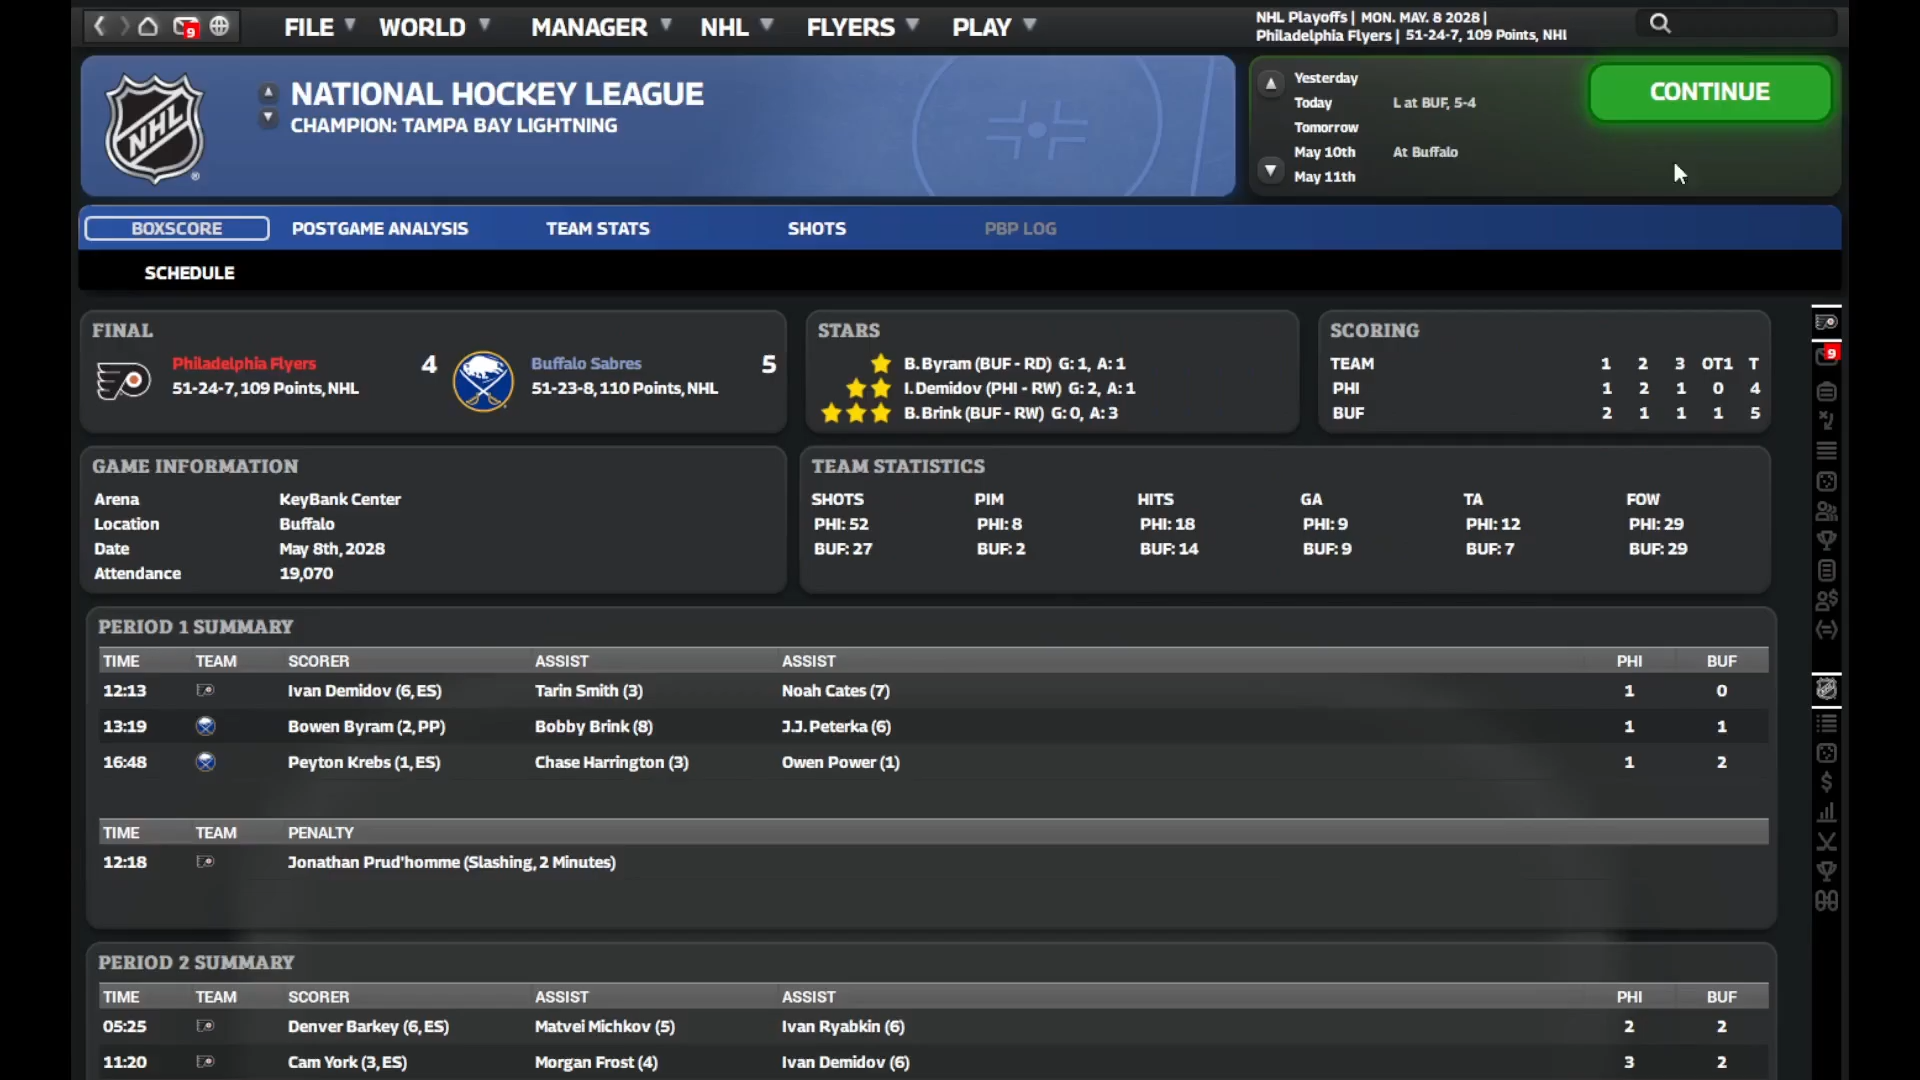 FILE WORLD MANAGER NHL FLYERS PLAY
NHL Playoffs | MON. MAY. 8 2028 |
Philadelphia Flyers | 51-24-7, 109 Points, NHL
9
NHL
NATIONAL HOCKEY LEAGUE
CHAMPION: TAMPA BAY LIGHTNING
Yesterday
Today L at BUF, 5-4
Tomorrow
May 10th At Buffalo
May 11th
CONTINUE
BOXSCORE POSTGAME ANALYSIS TEAM STATS SHOTS PBP LOG
SCHEDULE
FINAL
Philadelphia Flyers 4
51-24-7, 109 Points, NHL
Buffalo Sabres 5
51-23-8, 110 Points, NHL
STARS
B.Byram (BUF - RD) G: 1, A: 1
I.Demidov (PHI - RW) G: 2, A: 1
B.Brink (BUF - RW) G: 0, A: 3
SCORING
TEAM 1 2 3 OT1 T
PHI 1 2 1 0 4
BUF 2 1 1 1 5
9
GAME INFORMATION
Arena KeyBank Center
Location Buffalo
Date May 8th, 2028
Attendance 19,070
TEAM STATISTICS
SHOTS PIM HITS GA TA FOW
PHI: 52 PHI: 8 PHI: 18 PHI: 9 PHI: 12 PHI: 29
BUF: 27 BUF: 2 BUF: 14 BUF: 9 BUF: 7 BUF: 29
PERIOD 1 SUMMARY
TIME TEAM SCORER ASSIST ASSIST PHI BUF
12:13 Ivan Demidov (6, ES) Tarin Smith (3) Noah Cates (7) 1 0
13:19 Bowen Byram (2, PP) Bobby Brink (8) J.J. Peterka (6) 1 1
16:48 Peyton Krebs (1, ES) Chase Harrington (3) Owen Power (1) 1 2
TIME TEAM PENALTY
12:18 Jonathan Prud'homme (Slashing, 2 Minutes)
PERIOD 2 SUMMARY
TIME TEAM SCORER ASSIST ASSIST PHI BUF
05:25 Denver Barkey (6, ES) Matvei Michkov (5) Ivan Ryabkin (6) 2 2
11:20 Cam York (3, ES) Morgan Frost (4) Ivan Demidov (6) 3 2